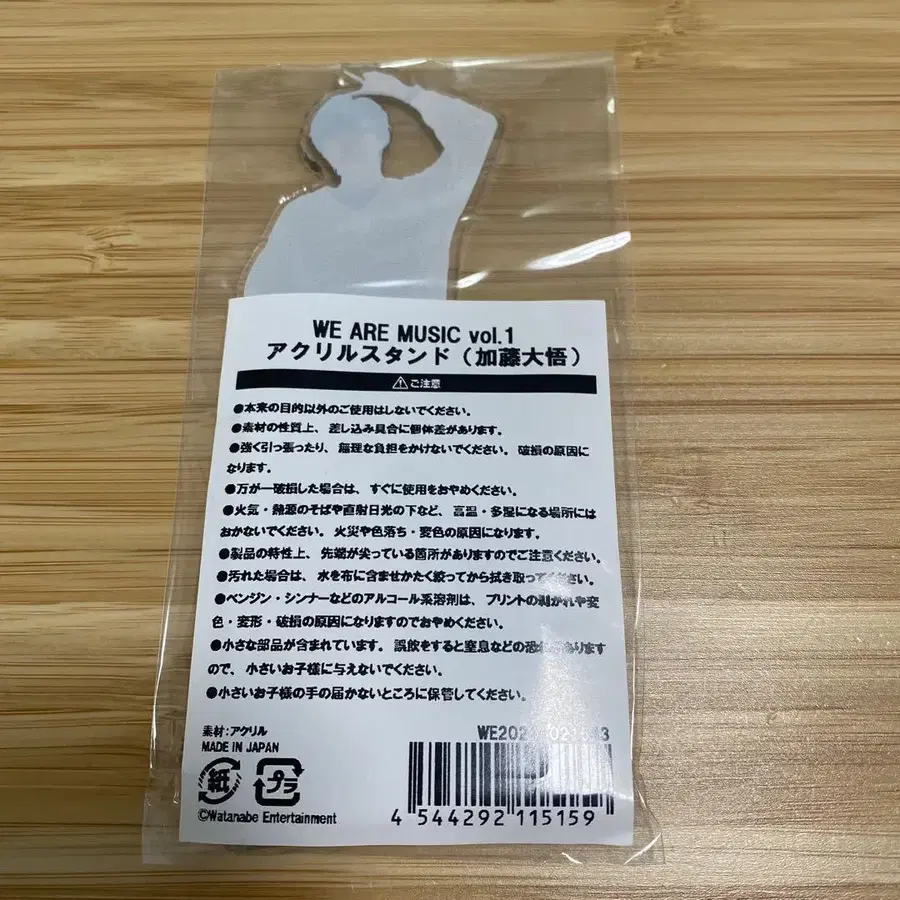 WE ARE MUSIC vol.1
アクリルスタンド（加藤大悟）
ご注意
●本来の目的以外のご使用はしないでください。
●素材の性質上、差し込み具合に個体差があります。
●強く引っ張ったり、無理な負担をかけないでください。破損の原因に
なります。
●万が一破損した場合は、すぐに使用をおやめください。
●火気・熱源のそばや直射日光の下など、高温・多湿になる場所には
おかないでください。火災や色落ち・変色の原因になります。
●製品の特性上、先端が尖っている箇所がありますのでご注意ください。
●汚れた場合は、水を布に含ませかたく絞ってから拭き取ってください。
●ベンジン・シンナーなどのアルコール系溶剤は、プリントの剥がれや変
色・変形・破損の原因になりますのでおやめください。
●小さな部品が含まれています。誤飲をすると窒息などの恐れがあります
ので、小さいお子様に与えないでください。
●小さいお子様の手の届かないところに保管してください。
素材：アクリル
MADE IN JAPAN
紙 プラ
©Watanabe Entertainment
4 544292 115159